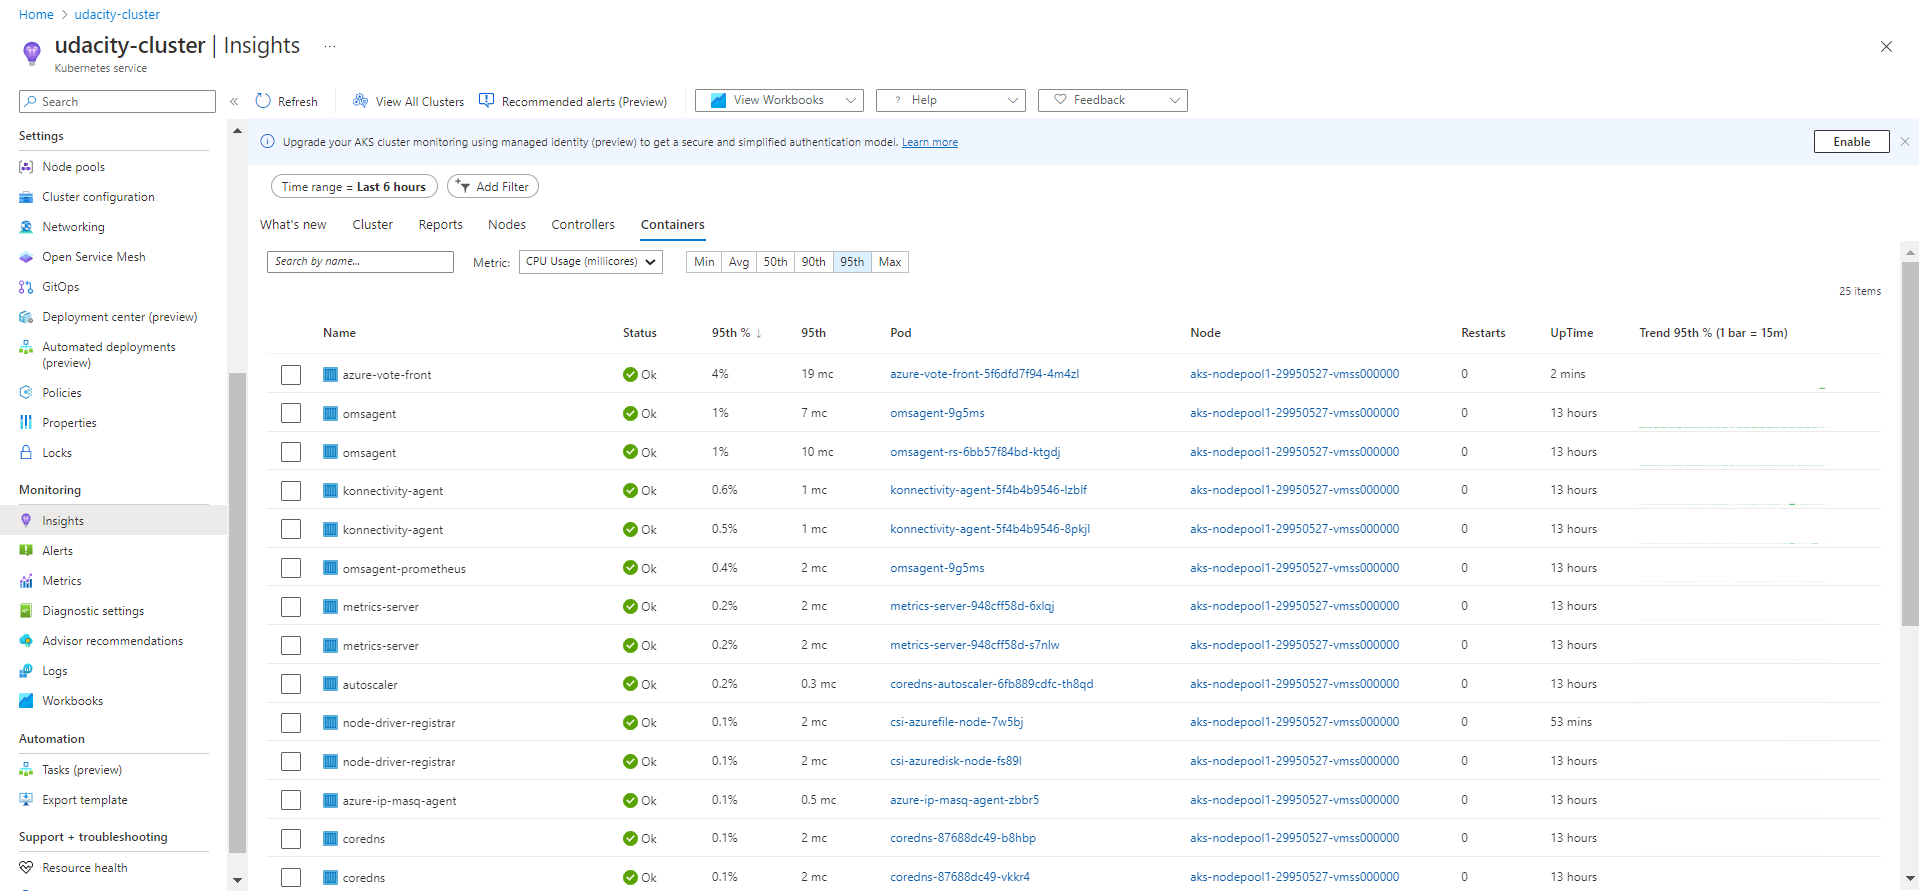 Home > udacity-cluster
udacity-cluster | Insights ...
Kubernetes service
Search
«
Refresh
View All Clusters
Recommended alerts (Preview)
View Workbooks
? Help
Feedback
Settings
Node pools
Cluster configuration
Networking
Open Service Mesh
GitOps
Deployment center (preview)
Automated deployments
(preview)
Policies
Properties
Locks
Monitoring
Insights
Alerts
Metrics
Diagnostic settings
Advisor recommendations
Logs
Workbooks
Automation
Tasks (preview)
Export template
Support + troubleshooting
Resource health
Upgrade your AKS cluster monitoring using managed identity (preview) to get a secure and simplified authentication model. Learn more
Enable
Time range = Last 6 hours
Add Filter
What's new Cluster Reports Nodes Controllers Containers
Search by name...
Metric: CPU Usage (millicores)
Min Avg 50th 90th 95th Max
25 items
Name Status 95th % ↓ 95th Pod Node Restarts UpTime Trend 95th % (1 bar = 15m)
azure-vote-front Ok 4% 19 mc azure-vote-front-5f6dfd7f94-4m4zl aks-nodepool1-29950527-vmss000000 0 2 mins
omsagent Ok 1% 7 mc omsagent-9g5ms aks-nodepool1-29950527-vmss000000 0 13 hours
omsagent Ok 1% 10 mc omsagent-rs-6bb57f84bd-ktgdj aks-nodepool1-29950527-vmss000000 0 13 hours
konnectivity-agent Ok 0.6% 1 mc konnectivity-agent-5f4b4b9546-lzblf aks-nodepool1-29950527-vmss000000 0 13 hours
konnectivity-agent Ok 0.5% 1 mc konnectivity-agent-5f4b4b9546-8pkjl aks-nodepool1-29950527-vmss000000 0 13 hours
omsagent-prometheus Ok 0.4% 2 mc omsagent-9g5ms aks-nodepool1-29950527-vmss000000 0 13 hours
metrics-server Ok 0.2% 2 mc metrics-server-948cff58d-6xlqj aks-nodepool1-29950527-vmss000000 0 13 hours
metrics-server Ok 0.2% 2 mc metrics-server-948cff58d-s7nlw aks-nodepool1-29950527-vmss000000 0 13 hours
autoscaler Ok 0.2% 0.3 mc coredns-autoscaler-6fb889cdfc-th8qd aks-nodepool1-29950527-vmss000000 0 13 hours
node-driver-registrar Ok 0.1% 2 mc csi-azurefile-node-7w5bj aks-nodepool1-29950527-vmss000000 0 53 mins
node-driver-registrar Ok 0.1% 2 mc csi-azuredisk-node-fs89l aks-nodepool1-29950527-vmss000000 0 13 hours
azure-ip-masq-agent Ok 0.1% 0.5 mc azure-ip-masq-agent-zbbr5 aks-nodepool1-29950527-vmss000000 0 13 hours
coredns Ok 0.1% 2 mc coredns-87688dc49-b8hbp aks-nodepool1-29950527-vmss000000 0 13 hours
coredns Ok 0.1% 2 mc coredns-87688dc49-vkkr4 aks-nodepool1-29950527-vmss000000 0 13 hours